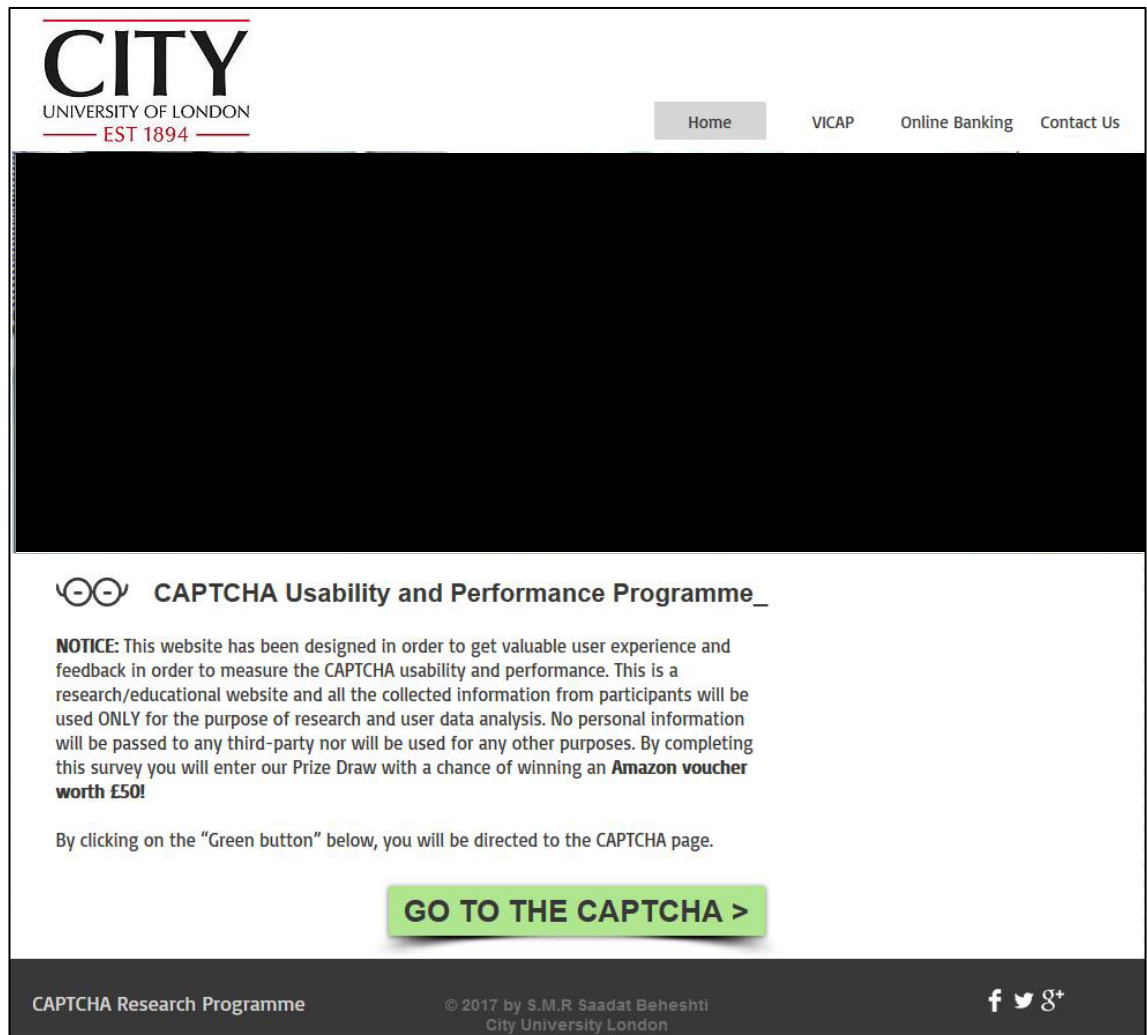 CITY
UNIVERSITY OF LONDON
EST 1894
Home VICAP Online Banking Contact Us
CAPTCHA Usability and Performance Programme_
NOTICE: This website has been designed in order to get valuable user experience and
feedback in order to measure the CAPTCHA usability and performance. This is a
research/educational website and all the collected information from participants will be
used ONLY for the purpose of research and user data analysis. No personal information
will be passed to any third-party nor will be used for any other purposes. By completing
this survey you will enter our Prize Draw with a chance of winning an Amazon voucher
worth £50!
By clicking on the “Green button” below, you will be directed to the CAPTCHA page.
GO TO THE CAPTCHA >
CAPTCHA Research Programme
© 2017 by S.M.R Saadat Beheshti
City University London
f g+